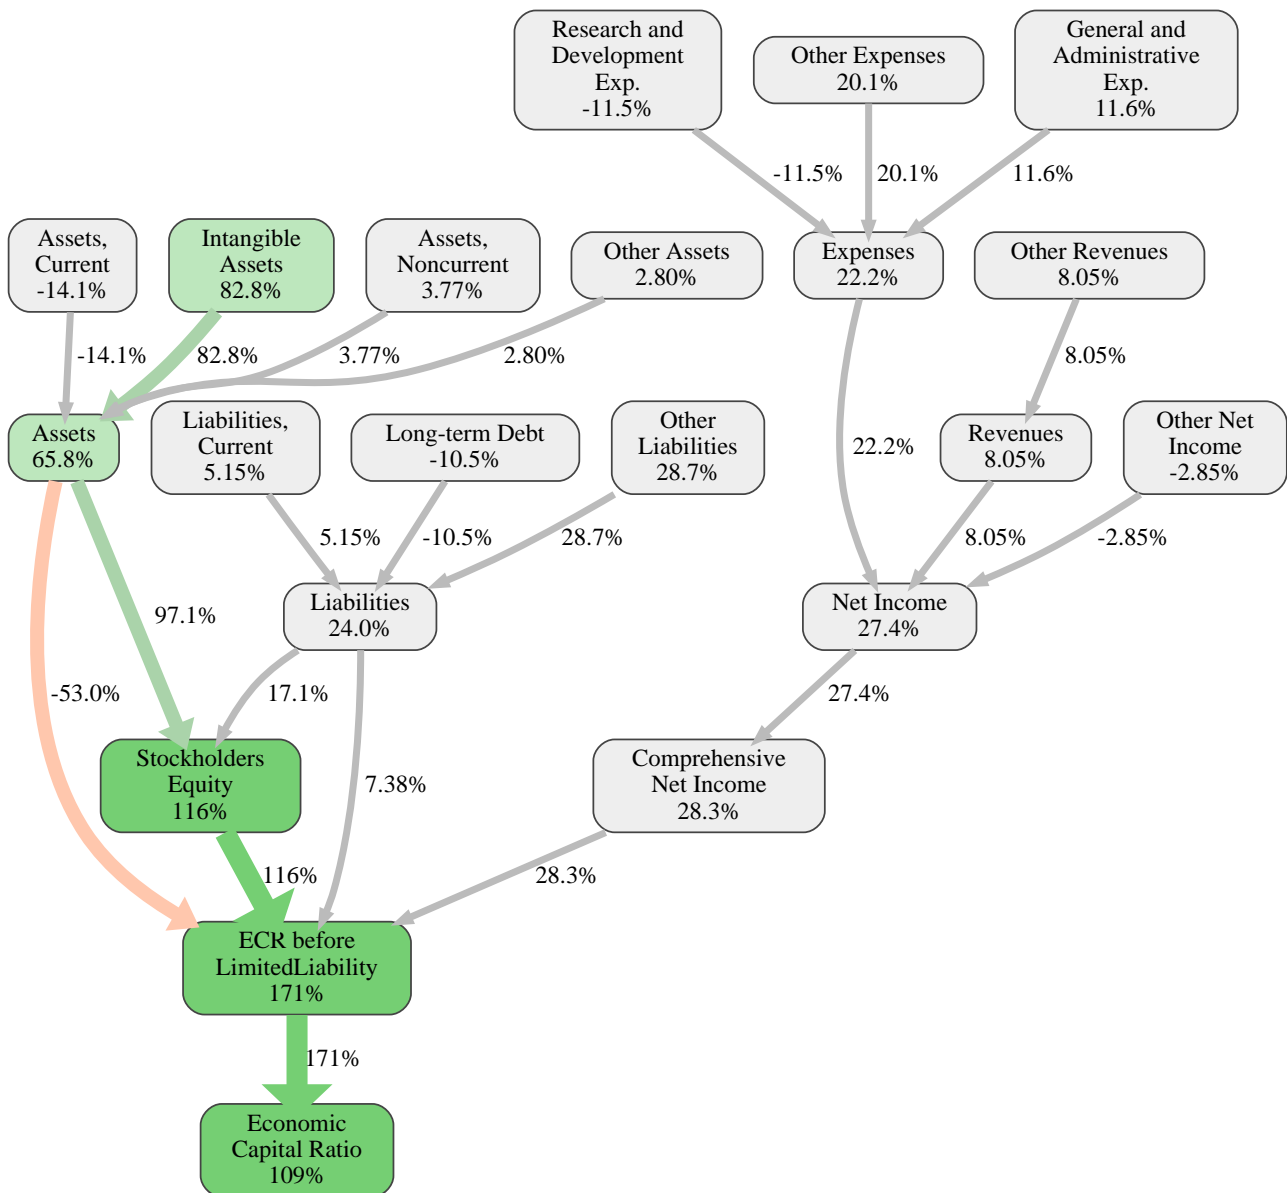 Research and
Development
Exp.
-11.5%
Other Expenses
20.1%
General and
Administrative
Exp.
11.6%
-11.5%
20.1%
11.6%
Assets,
Current
-14.1%
Intangible
Assets
82.8%
Assets,
Noncurrent
3.77%
Other Assets
2.80%
Expenses
22.2%
Other Revenues
8.05%
-14.1%
82.8%
3.77%
2.80%
8.05%
Assets
65.8%
Liabilities,
Current
5.15%
Long-term Debt
-10.5%
Other
Liabilities
28.7%
22.2%
Revenues
8.05%
Other Net
Income
-2.85%
5.15%
-10.5%
28.7%
8.05%
-2.85%
97.1%
Liabilities
24.0%
Net Income
27.4%
-53.0%
17.1%
27.4%
Stockholders
Equity
116%
7.38%
Comprehensive
Net Income
28.3%
116%
28.3%
ECR before
LimitedLiability
171%
171%
Economic
Capital Ratio
109%